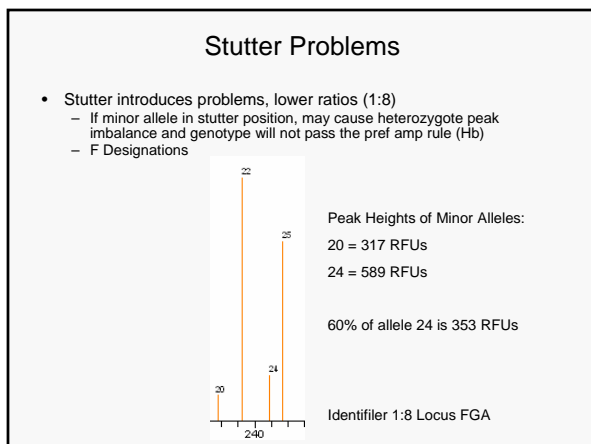 Stutter Problems
• Stutter introduces problems, lower ratios (1:8)
– If minor allele in stutter position, may cause heterozygote peak
imbalance and genotype will not pass the pref amp rule (Hb)
– F Designations
22
25
24
20
240
Peak Heights of Minor Alleles:
20 = 317 RFUs
24 = 589 RFUs
60% of allele 24 is 353 RFUs
Identifiler 1:8 Locus FGA